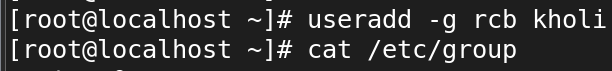 [root@localhost ~]# useradd -g rcb kholi
[root@localhost ~]# cat /etc/group